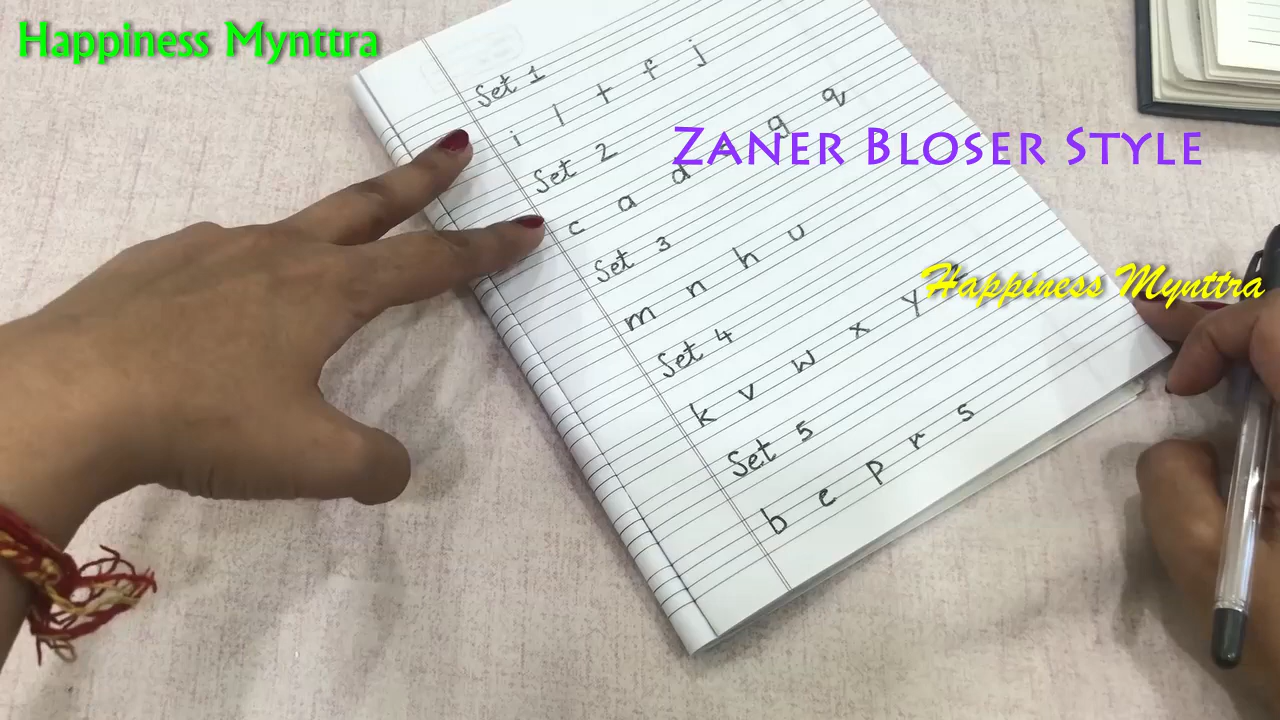 Happiness Mynttra
Set 1
i l t f j
Zaner Bloser Style
Set 2
c a d g q
Set 3
m n h u
Happiness Mynttra
Set 4
k v w x y
Set 5
b e p r s